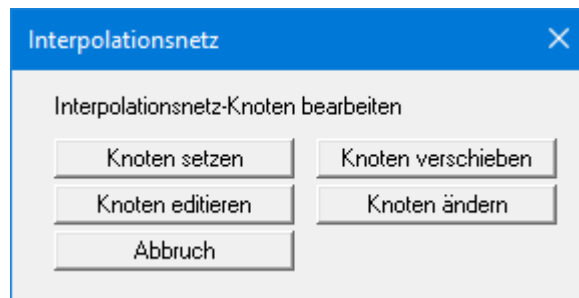 Interpolationsnetz
Interpolationsnetz-Knoten bearbeiten
Knoten setzen Knoten verschieben
Knoten editieren Knoten ändern
Abbruch